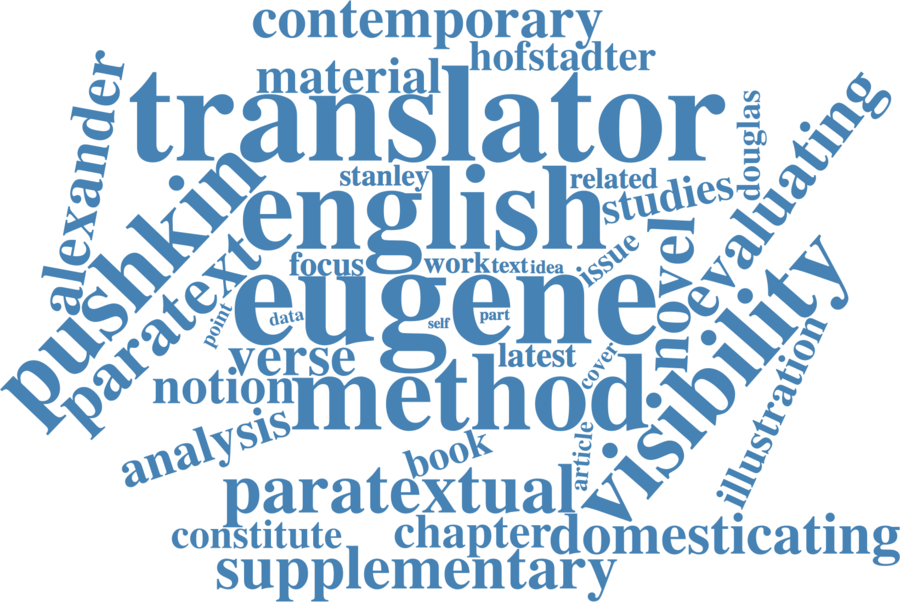 contemporary
hofstadter
material
alexander
translator
douglas
evaluating
pushkin
stanley
related
english
studies
paratext
novel
issue
focus
work
text
idea
eugene
visibility
point
data
self
part
verse
latest
cover
notion
method
illustration
analysis
book
article
paratextual
constitute
chapter
domesticating
supplementary